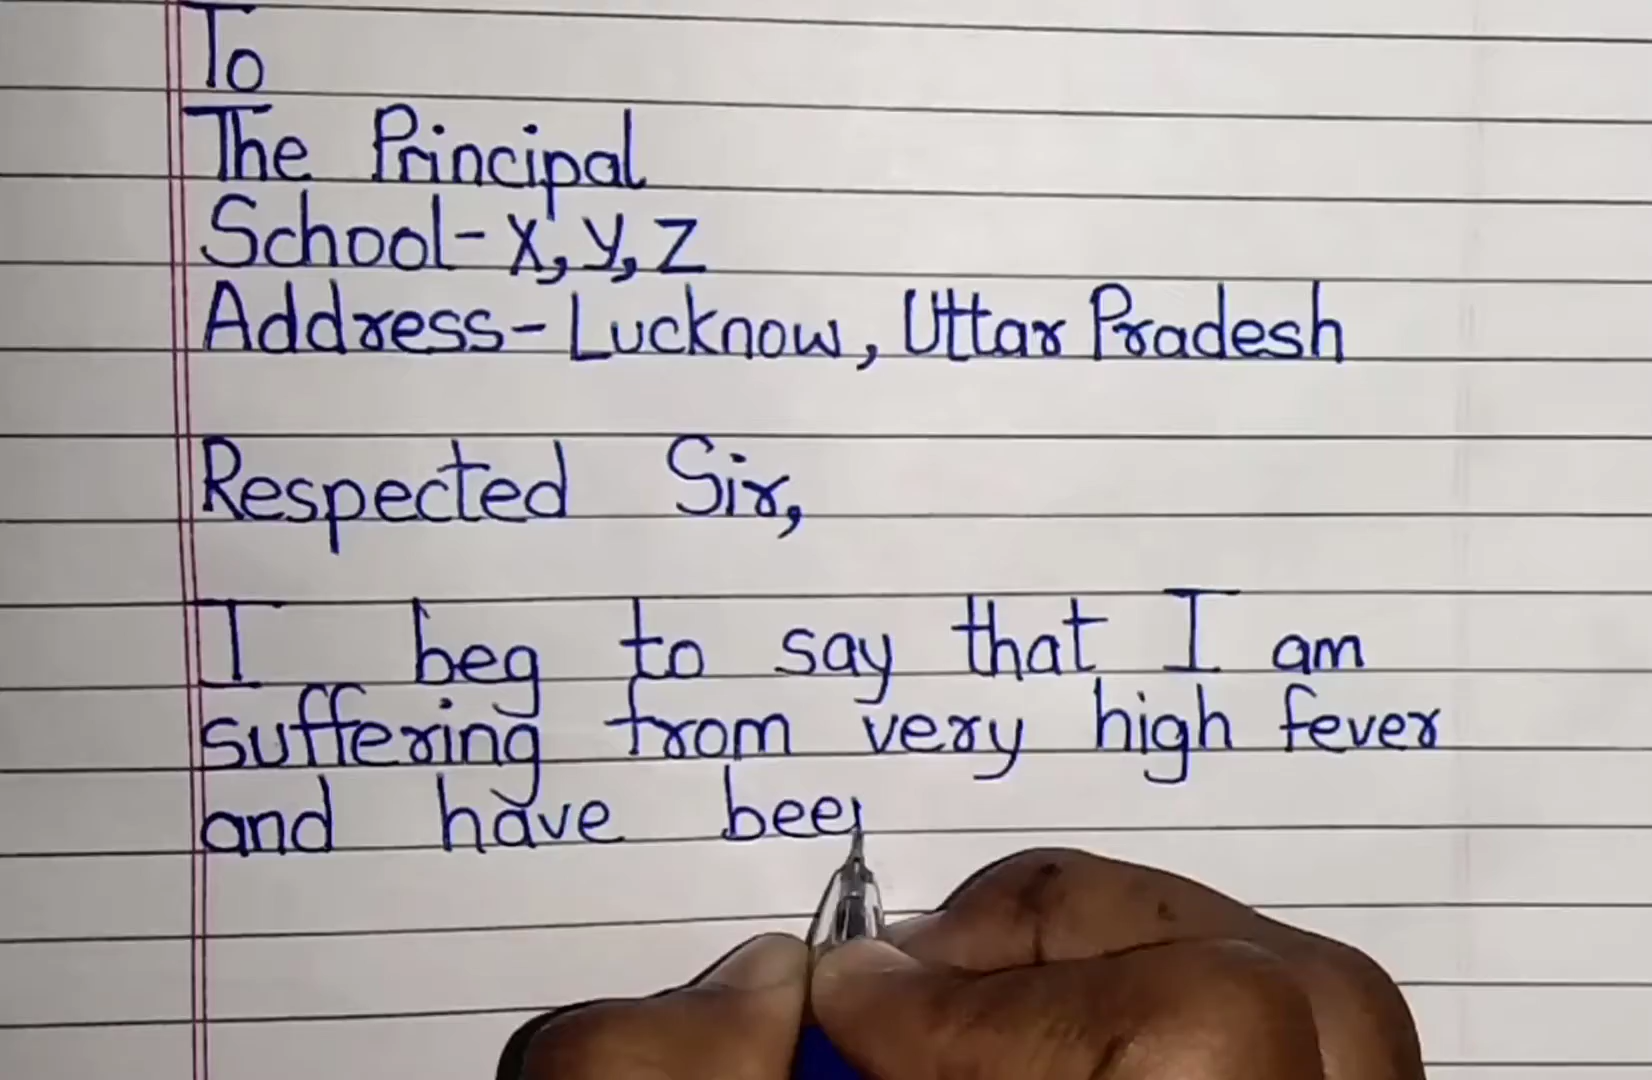 To
The Principal
School-X,Y,Z
Address-Lucknow, Uttar Pradesh
Respected Sir,
I beg to say that I am
suffering from very high fever
and have bee